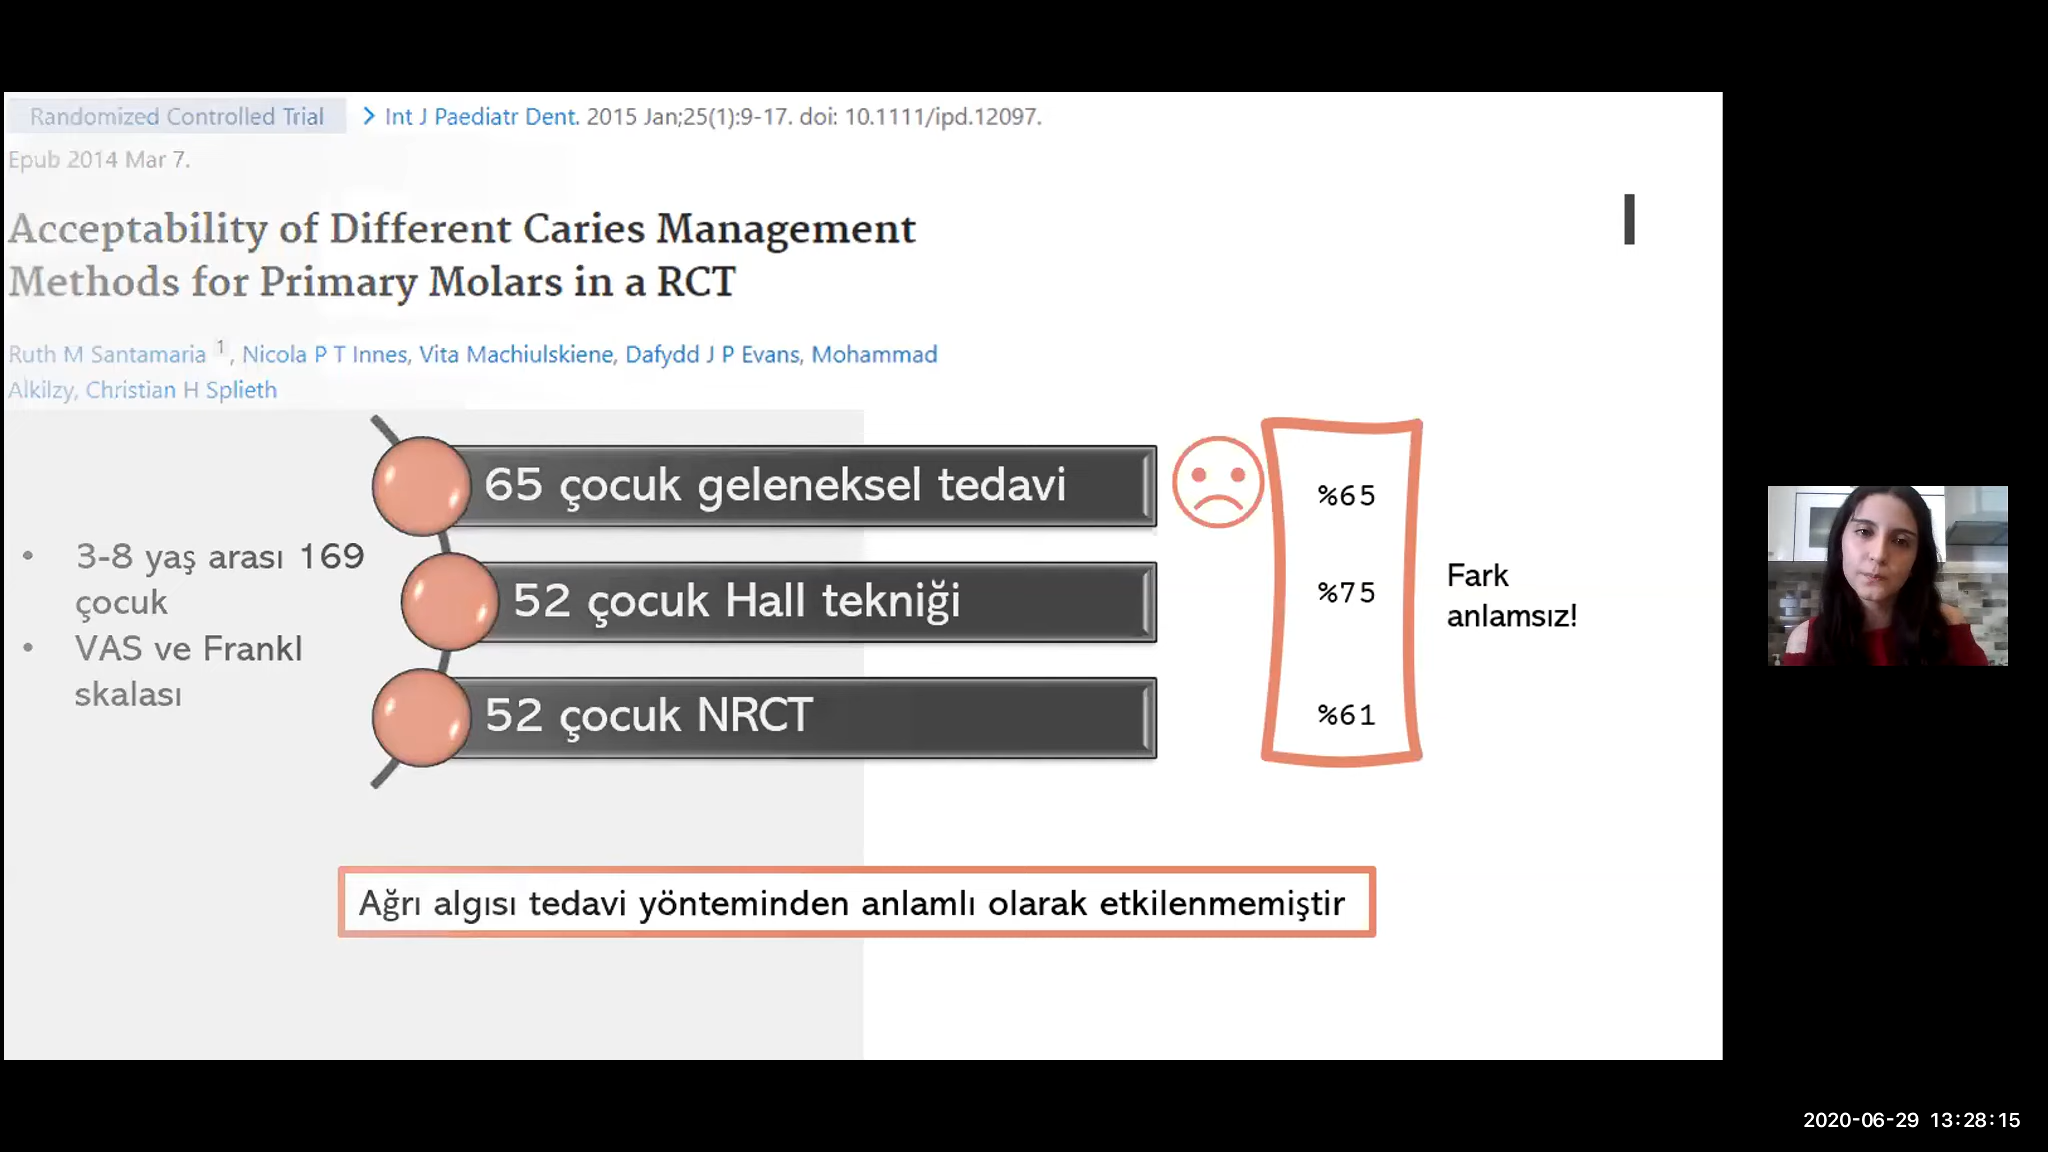 Randomized Controlled Trial > Int J Paediatr Dent. 2015 Jan;25(1):9-17. doi: 10.1111/ipd.12097.
Epub 2014 Mar 7.
Acceptability of Different Caries Management
Methods for Primary Molars in a RCT
Ruth M Santamaria 1, Nicola P T Innes, Vita Machiulskiene, Dafydd J P Evans, Mohammad
Alkilzy, Christian H Splieth
• 3-8 yaş arası 169
çocuk
• VAS ve Frankl
skalası
65 çocuk geleneksel tedavi
52 çocuk Hall tekniği
52 çocuk NRCT
%65
%75
%61
Fark
anlamsız!
Ağrı algısı tedavi yönteminden anlamlı olarak etkilenmemiştir
2020-06-29 13:28:15